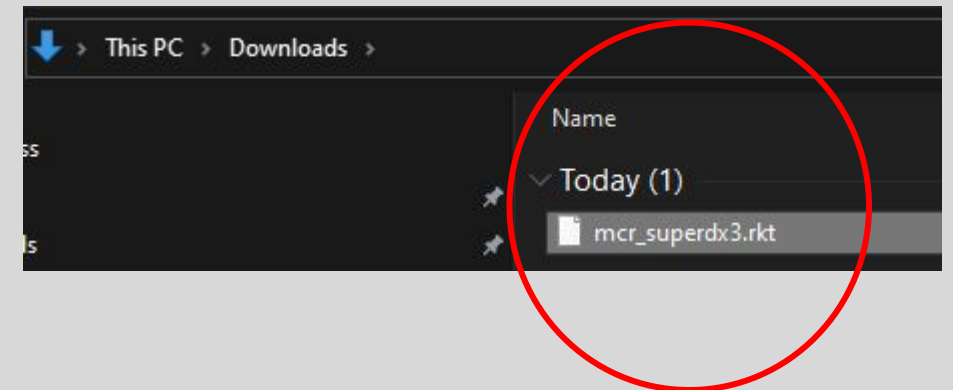 This PC > Downloads >
Name
ss
Today (1)
mcr_superdx3.rkt
ls